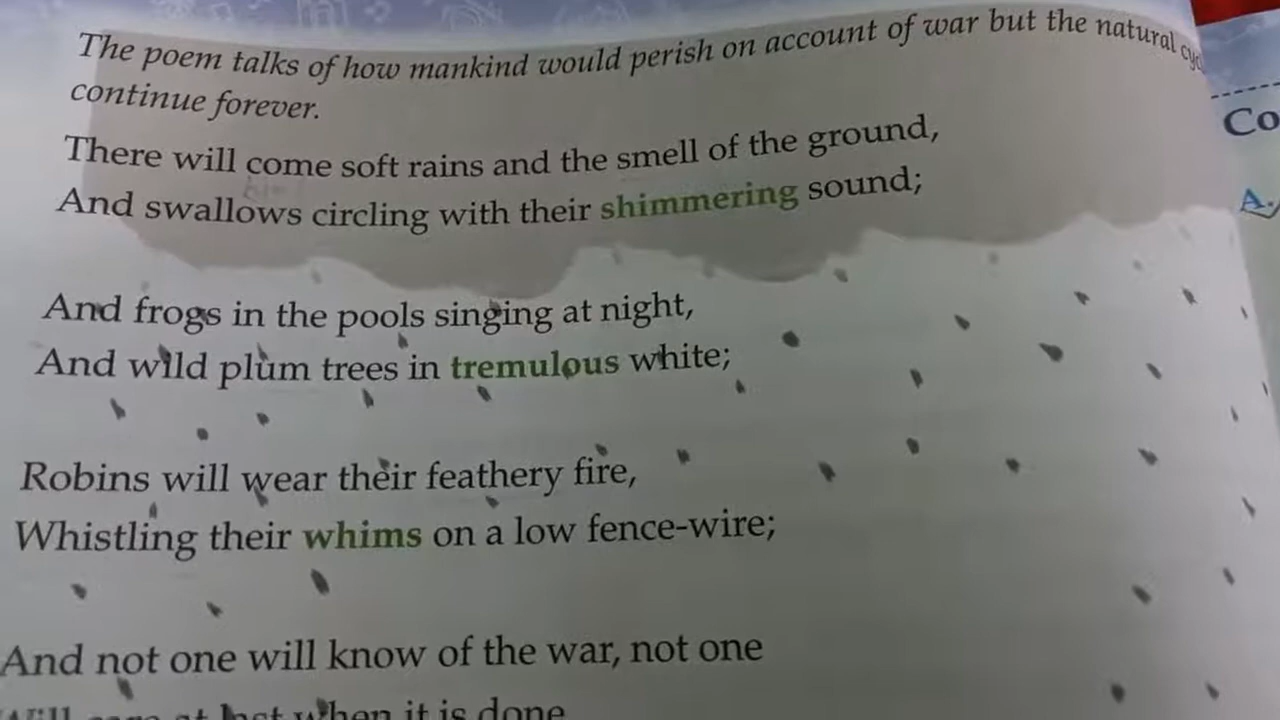 The poem talks of how mankind would perish on account of war but the natural
continue forever.
There will come soft rains and the smell of the ground,
And swallows circling with their shimmering sound;
And frogs in the pools singing at night,
And wild plum trees in tremulous white;
Robins will wear their feathery fire,
Whistling their whims on a low fence-wire;
And not one will know of the war, not one
at last when it is done
Co
A.